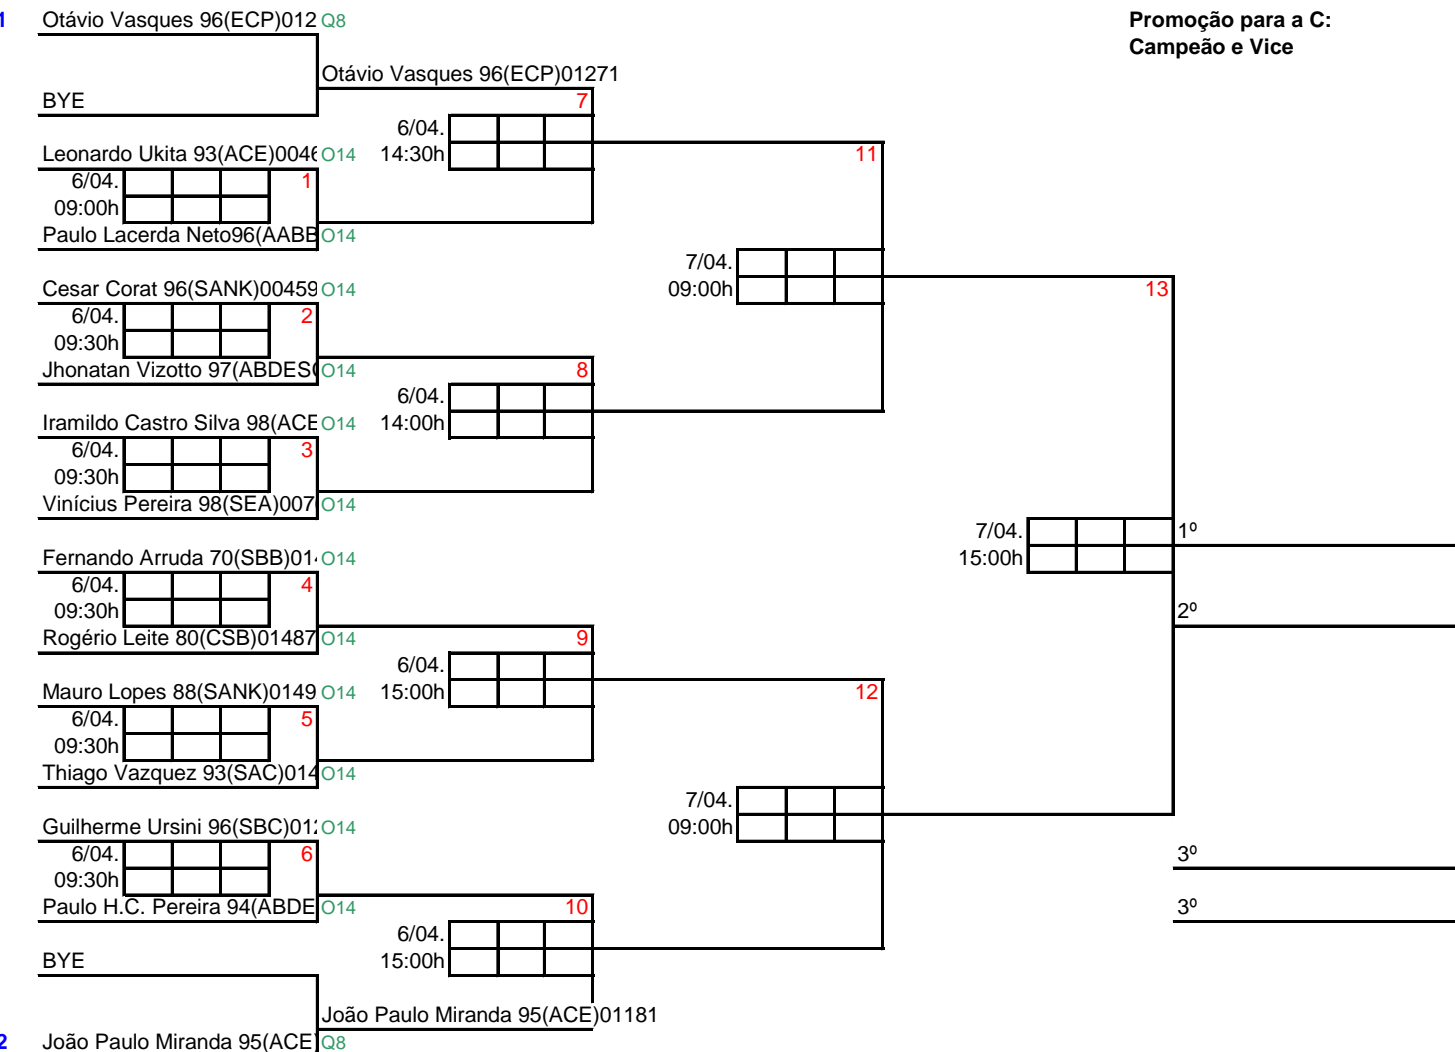 1 Otávio Vasques 96(ECP)012 Q8
Promoção para a C:
Campeão e Vice
Otávio Vasques 96(ECP)01271
BYE
7
6/04.
14:30h
11
Leonardo Ukita 93(ACE)0046 O14
6/04.
1
09:00h
Paulo Lacerda Neto96(AABB O14
7/04.
09:00h
13
Cesar Corat 96(SANK)00459 O14
6/04.
2
09:30h
Jhonatan Vizotto 97(ABDES O14
8
6/04.
14:00h
Iramildo Castro Silva 98(ACE O14
6/04.
3
09:30h
Vinícius Pereira 98(SEA)007 O14
7/04.
15:00h
1º
2º
Fernando Arruda 70(SBB)01 O14
6/04.
4
09:30h
Rogério Leite 80(CSB)01487 O14
9
6/04.
15:00h
12
Mauro Lopes 88(SANK)0149 O14
6/04.
5
09:30h
Thiago Vazquez 93(SAC)014 O14
7/04.
09:00h
Guilherme Ursini 96(SBC)01 O14
6/04.
6
09:30h
Paulo H.C. Pereira 94(ABDE O14
10
6/04.
15:00h
3º
3º
BYE
João Paulo Miranda 95(ACE)01181
2 João Paulo Miranda 95(ACE) Q8